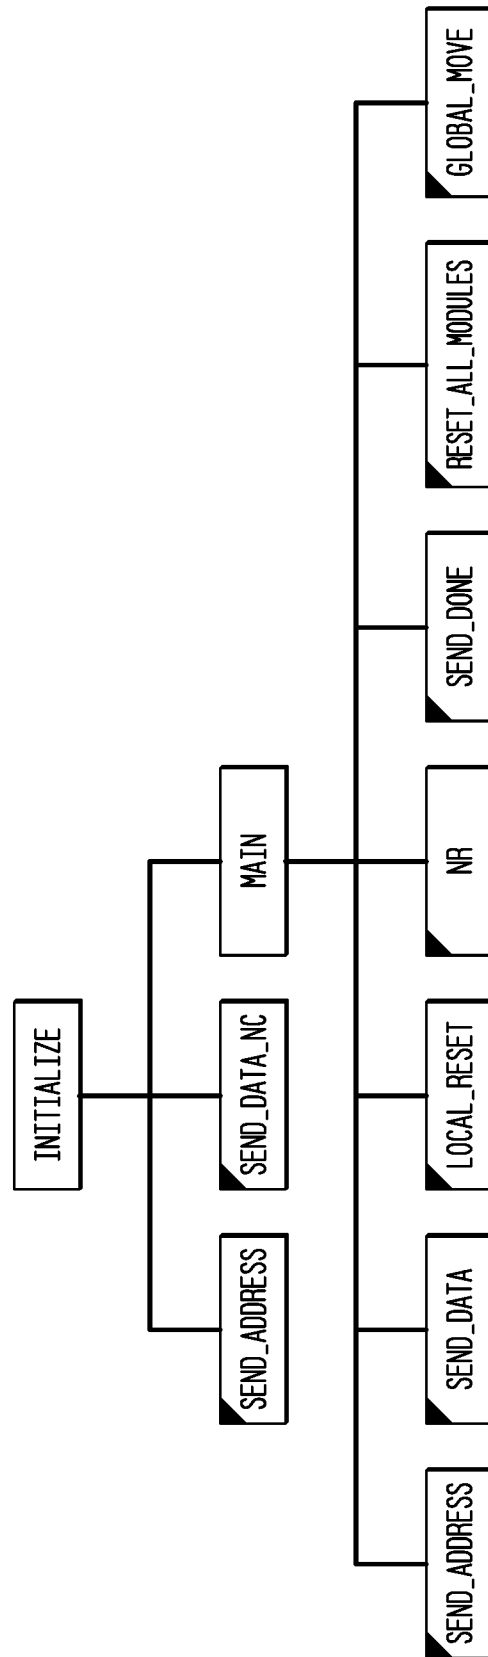 INITIALIZE
SEND_ADDRESS
SEND_DATA_NC
MAIN
SEND_ADDRESS
SEND_DATA
LOCAL_RESET
NR
SEND_DONE
RESET_ALL_MODULES
GLOBAL_MOVE